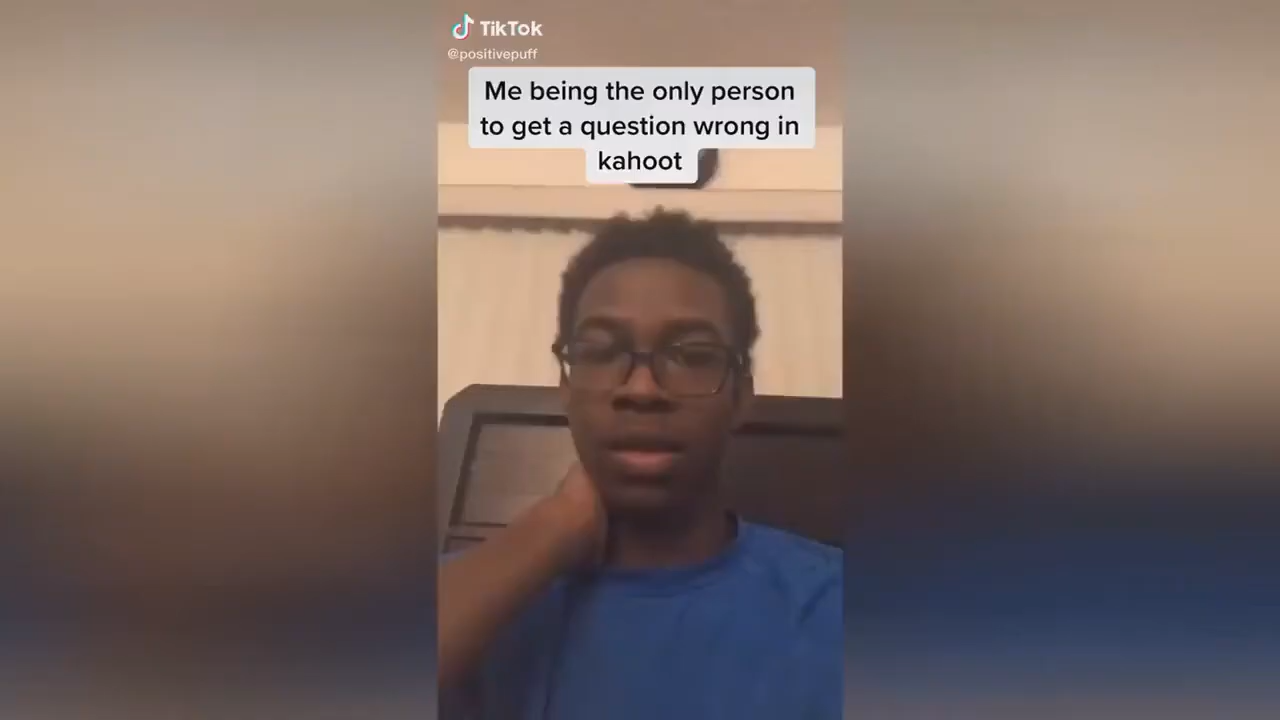 TikTok
@positivepuff
Me being the only person
to get a question wrong in
kahoot